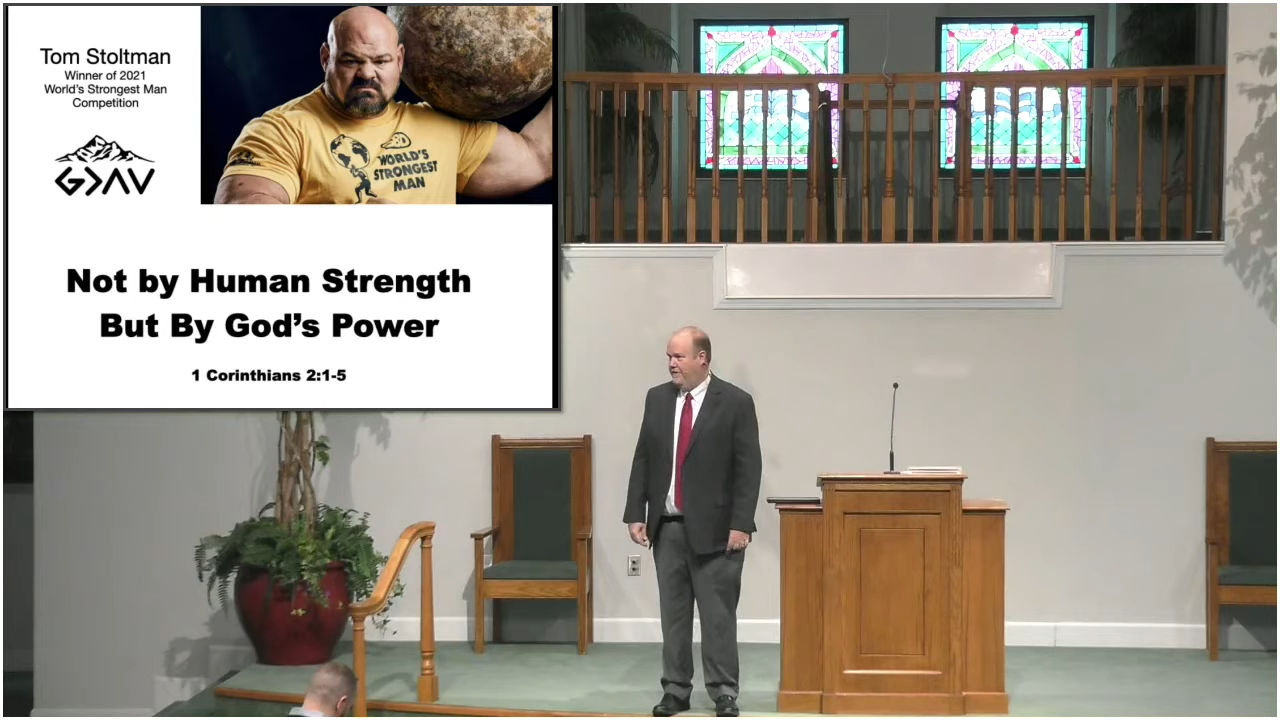 Tom Stoltman
Winner of 2021
World's Strongest Man
Competition
G>ΛV
WORLD'S
STRONGEST
MAN
Not by Human Strength
But By God’s Power
1 Corinthians 2:1-5